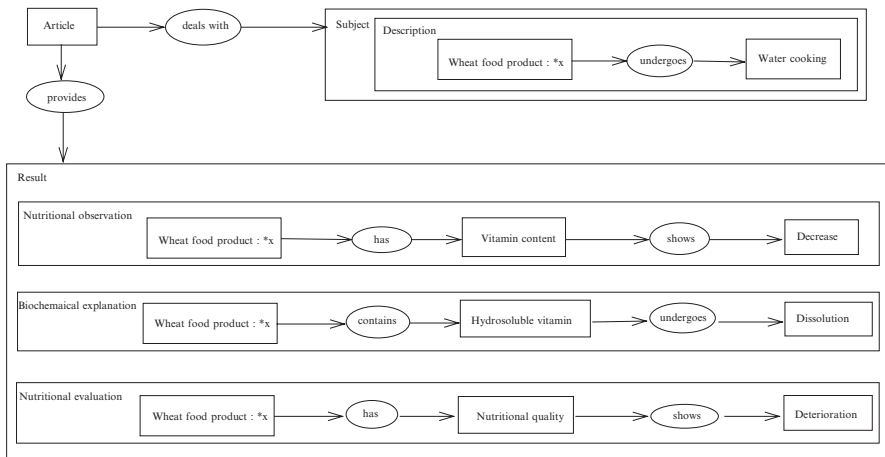 Article
deals with
Subject
Description
Wheat food product : *x
undergoes
Water cooking
provides
Result
Nutritional observation
Wheat food product : *x
has
Vitamin content
shows
Decrease
Biochemaical explanation
Wheat food product : *x
contains
Hydrosoluble vitamin
undergoes
Dissolution
Nutritional evaluation
Wheat food product : *x
has
Nutritional quality
shows
Deterioration